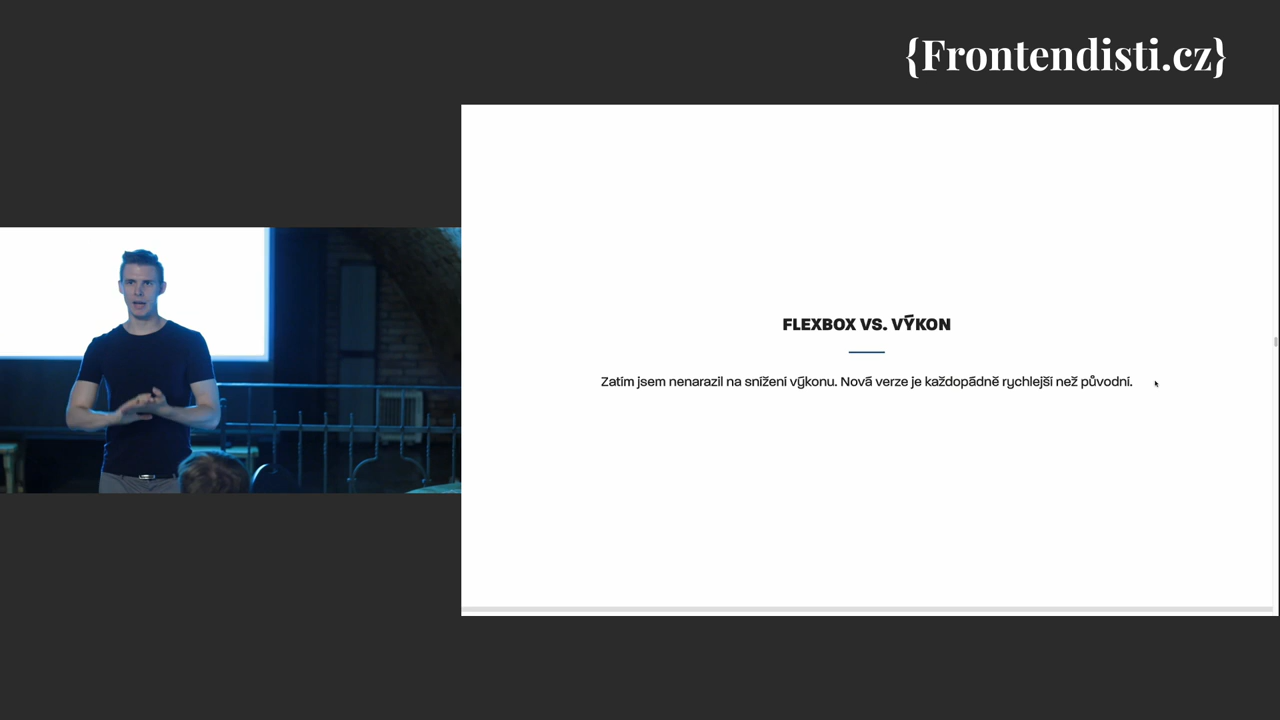 {Frontendisti.cz}
FLEXBOX VS. VÝKON
Zatím jsem nenarazil na snížení výkonu. Nová verze je každopádně rychlejší než původní.